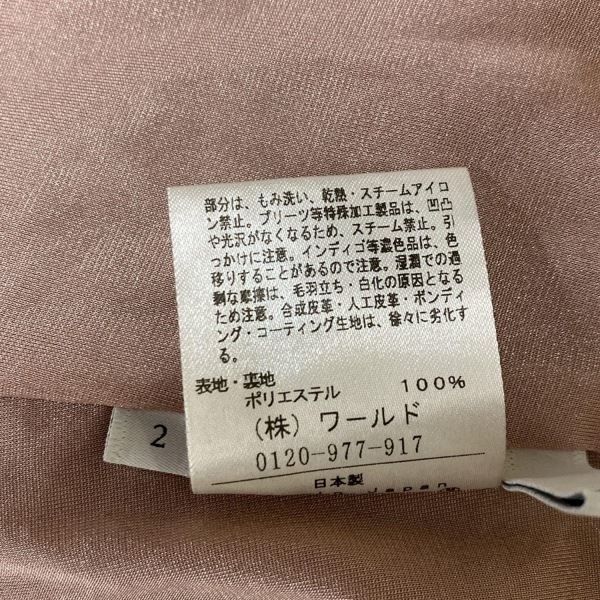 部分は、もみ洗い、乾熱・スチームアイロ
ン禁止。プリーツ等特殊加工製品は、凹凸
や光沢がなくなるため、スチーム禁止。引
っかけに注意。インディゴ等濃色品は、色
移りすることがあるので注意。湿潤での過
剰な摩擦は、毛羽立ち・白化の原因となる
ため注意。合成皮革・人工皮革・ボンディ
ング・コーティング生地は、徐々に劣化す
る。
表地・裏地
ポリエステル 100%
(株) ワールド
0120-977-917
日本製
2